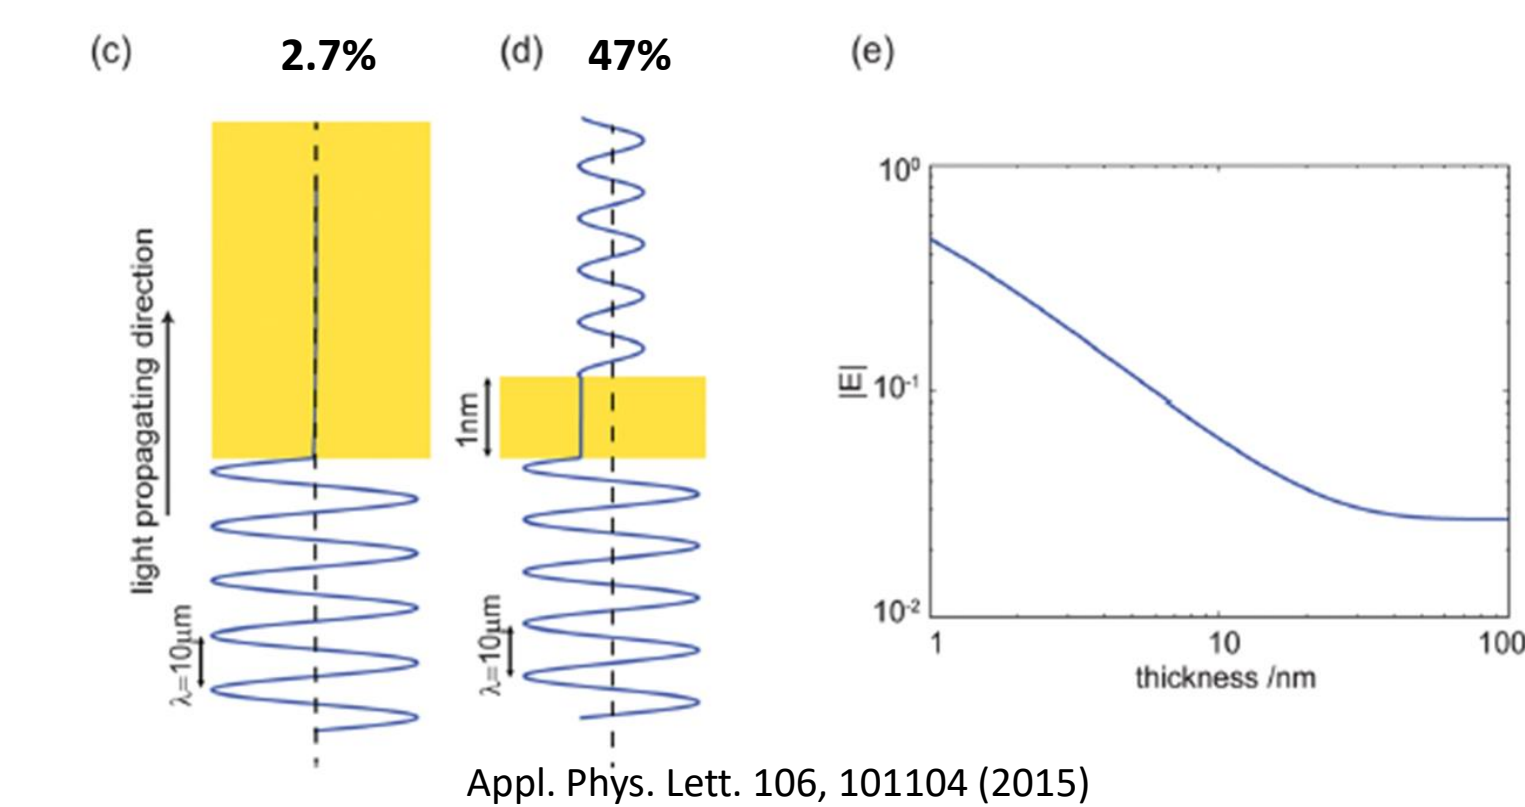 (c) 2.7% (d) 47% (e)
light propagating direction
λ=10μm
1nm
λ=10μm
|E|
10⁰
10⁻¹
10⁻²
1 10 100
thickness /nm
Appl. Phys. Lett. 106, 101104 (2015)